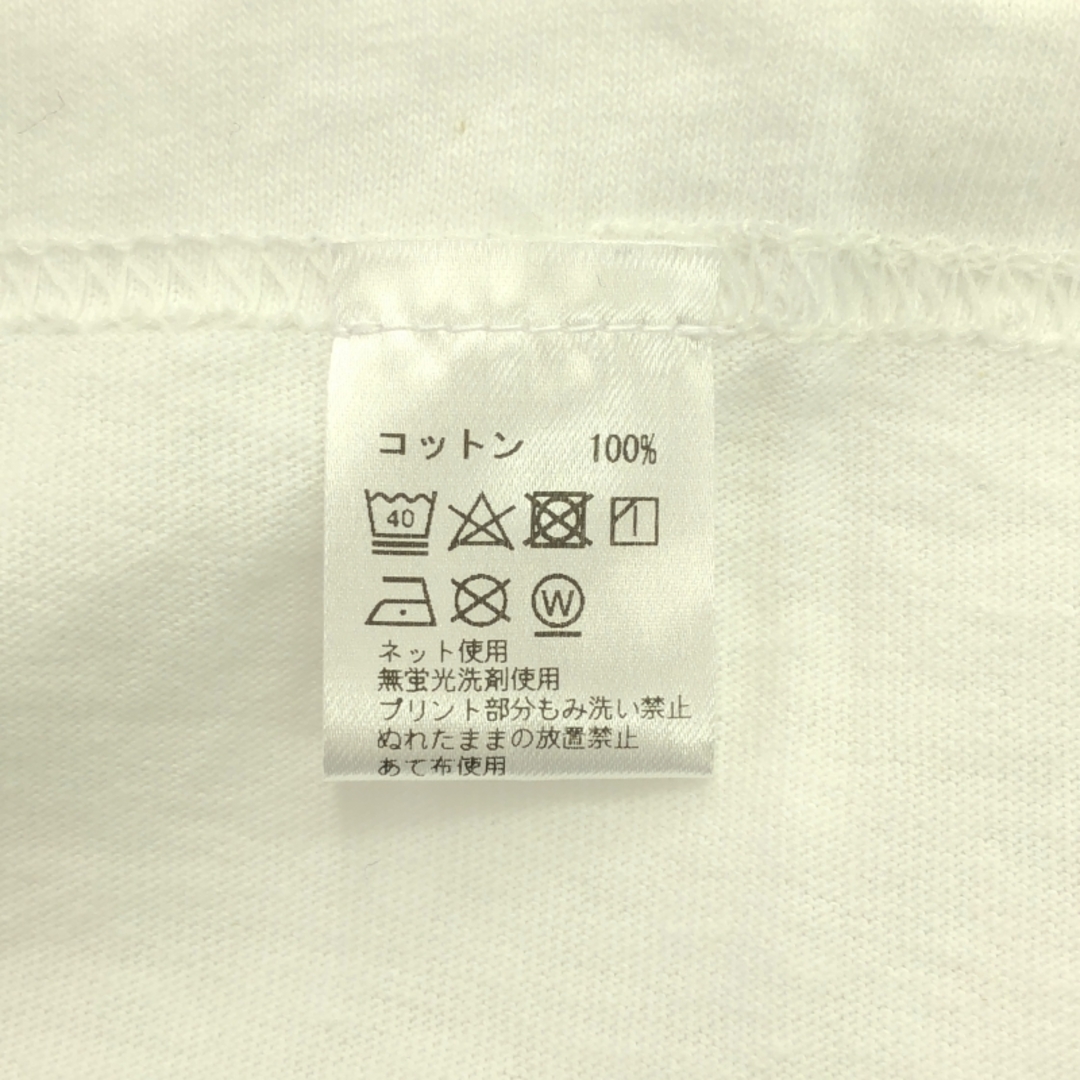 コットン 100%
40
W
ネット使用
無蛍光洗剤使用
プリント部分もみ洗い禁止
ぬれたままの放置禁止
あて布使用